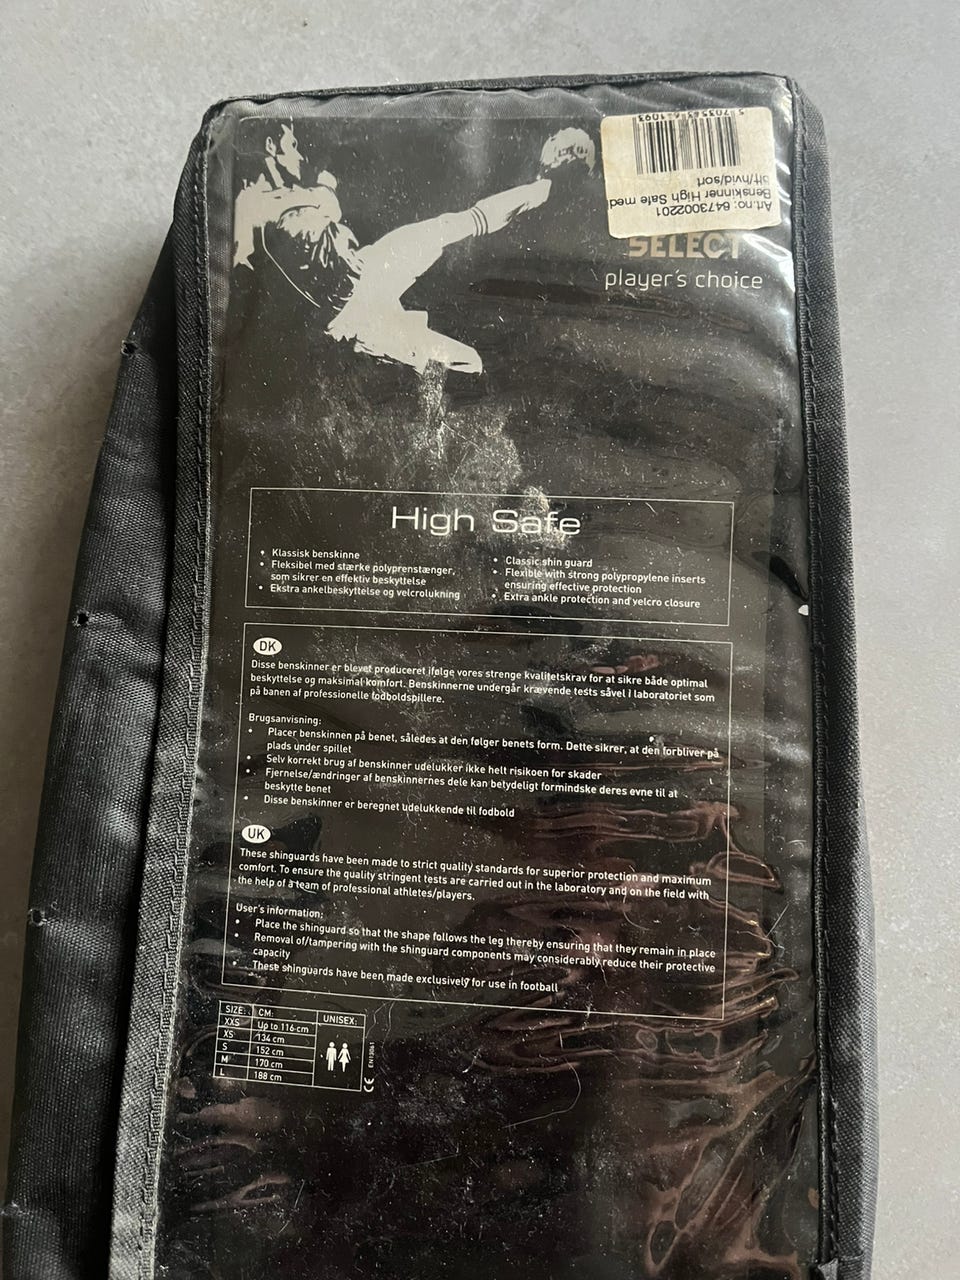 5 703543 611093
Art.no: 6473002201
Benskinner High Safe med
blf/hvid/sort
SELECT
player's choice
High Safe
• Klassisk benskinne
• Fleksibel med stærke polyprenstænger,
som sikrer en effektiv beskyttelse
• Ekstra ankelbeskyttelse og velcrolukning
• Classic shin guard
• Flexible with strong polypropylene inserts
ensuring effective protection
• Extra ankle protection and velcro closure
DK
Disse benskinner er blevet produceret ifølge vores strenge kvalitetskrav for at sikre både optimal
beskyttelse og maksimal komfort. Benskinnerne undergår krævende tests såvel i laboratoriet som
på banen af professionelle fodboldspillere.
Brugsanvisning:
• Placer benskinnen på benet, således at den følger benets form. Dette sikrer, at den forbliver på
plads under spillet
• Selv korrekt brug af benskinner udelukker ikke helt risikoen for skader
• Fjernelse/ændringer af benskinnernes dele kan betydeligt formindske deres evne til at
beskytte benet
• Disse benskinner er beregnet udelukkende til fodbold
UK
These shinguards have been made to strict quality standards for superior protection and maximum
comfort. To ensure the quality stringent tests are carried out in the laboratory and on the field with
the help of a team of professional athletes/players.
User's information:
• Place the shinguard so that the shape follows the leg thereby ensuring that they remain in place
• Removal of/tampering with the shinguard components may considerably reduce their protective
capacity
• These shinguards have been made exclusively for use in football
SIZE: CM: UNISEX:
XXS Up to 116 cm
XS 134 cm
S 152 cm
M 170 cm
L 188 cm
CE EN13061